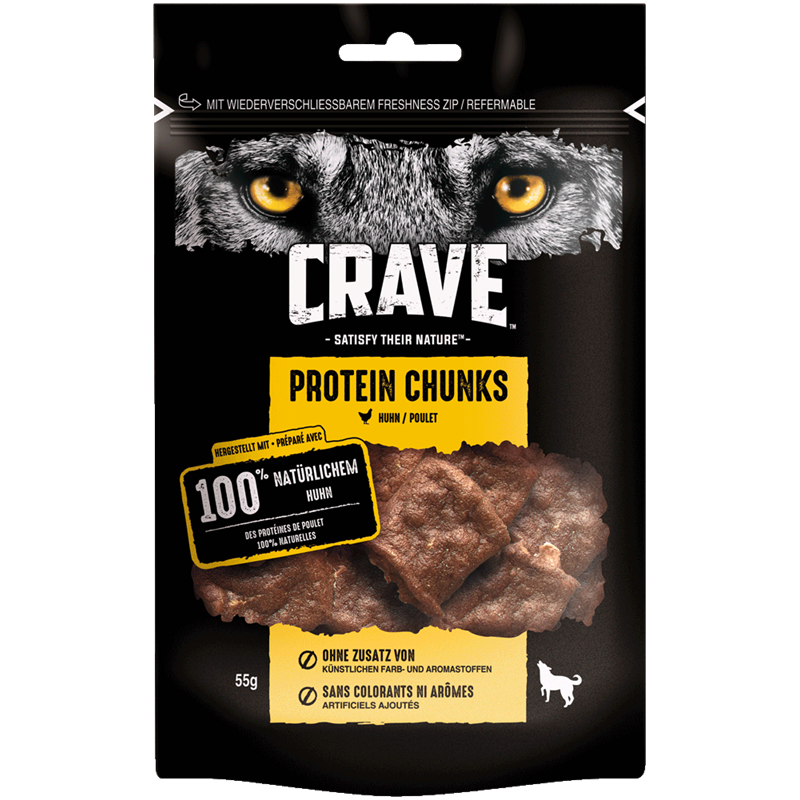 MIT WIEDERVERSCHLIESSBAREM FRESHNESS ZIP / REFERMABLE
CRAVE™
- SATISFY THEIR NATURE™ -
PROTEIN CHUNKS
HUHN / POULET
HERGESTELLT MIT • PRÉPARÉ AVEC
100% NATÜRLICHEM
HUHN
DES PROTÉINES DE POULET
100% NATURELLES
OHNE ZUSATZ VON
KÜNSTLICHEN FARB- UND AROMASTOFFEN
55g
SANS COLORANTS NI ARÔMES
ARTIFICIELS AJOUTÉS